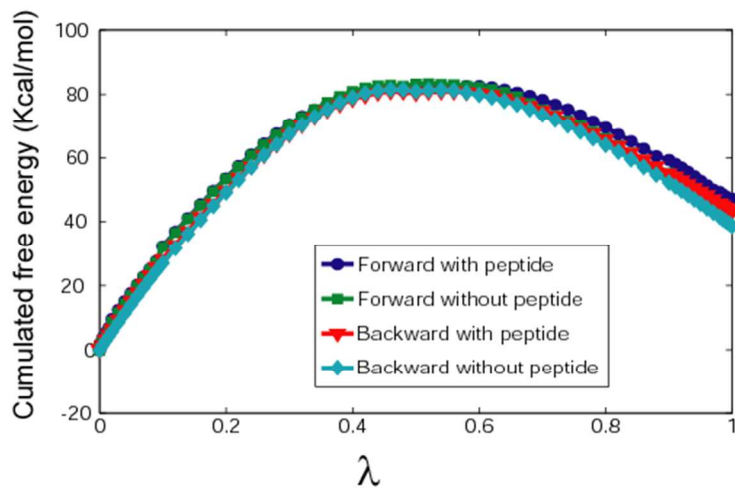 Cumulated free energy (Kcal/mol)
100
80
60
40
20
0
-20
0
0.2
0.4
0.6
0.8
1
λ
Forward with peptide
Forward without peptide
Backward with peptide
Backward without peptide